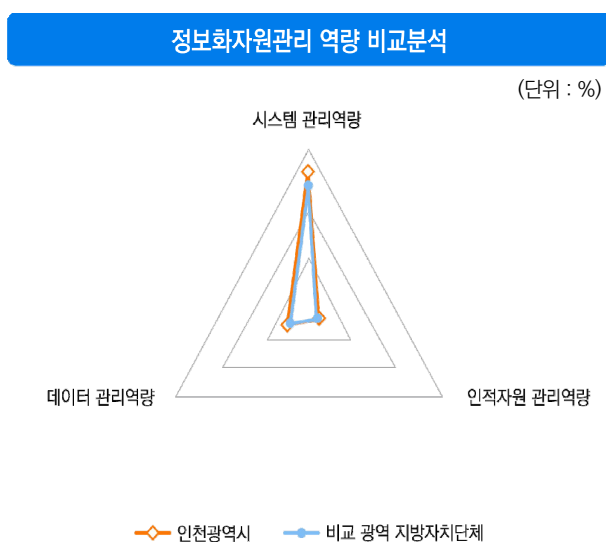 정보화자원관리 역량 비교분석
(단위 : %)
시스템 관리역량
데이터 관리역량
인적자원 관리역량
인천광역시
비교 광역 지방자치단체